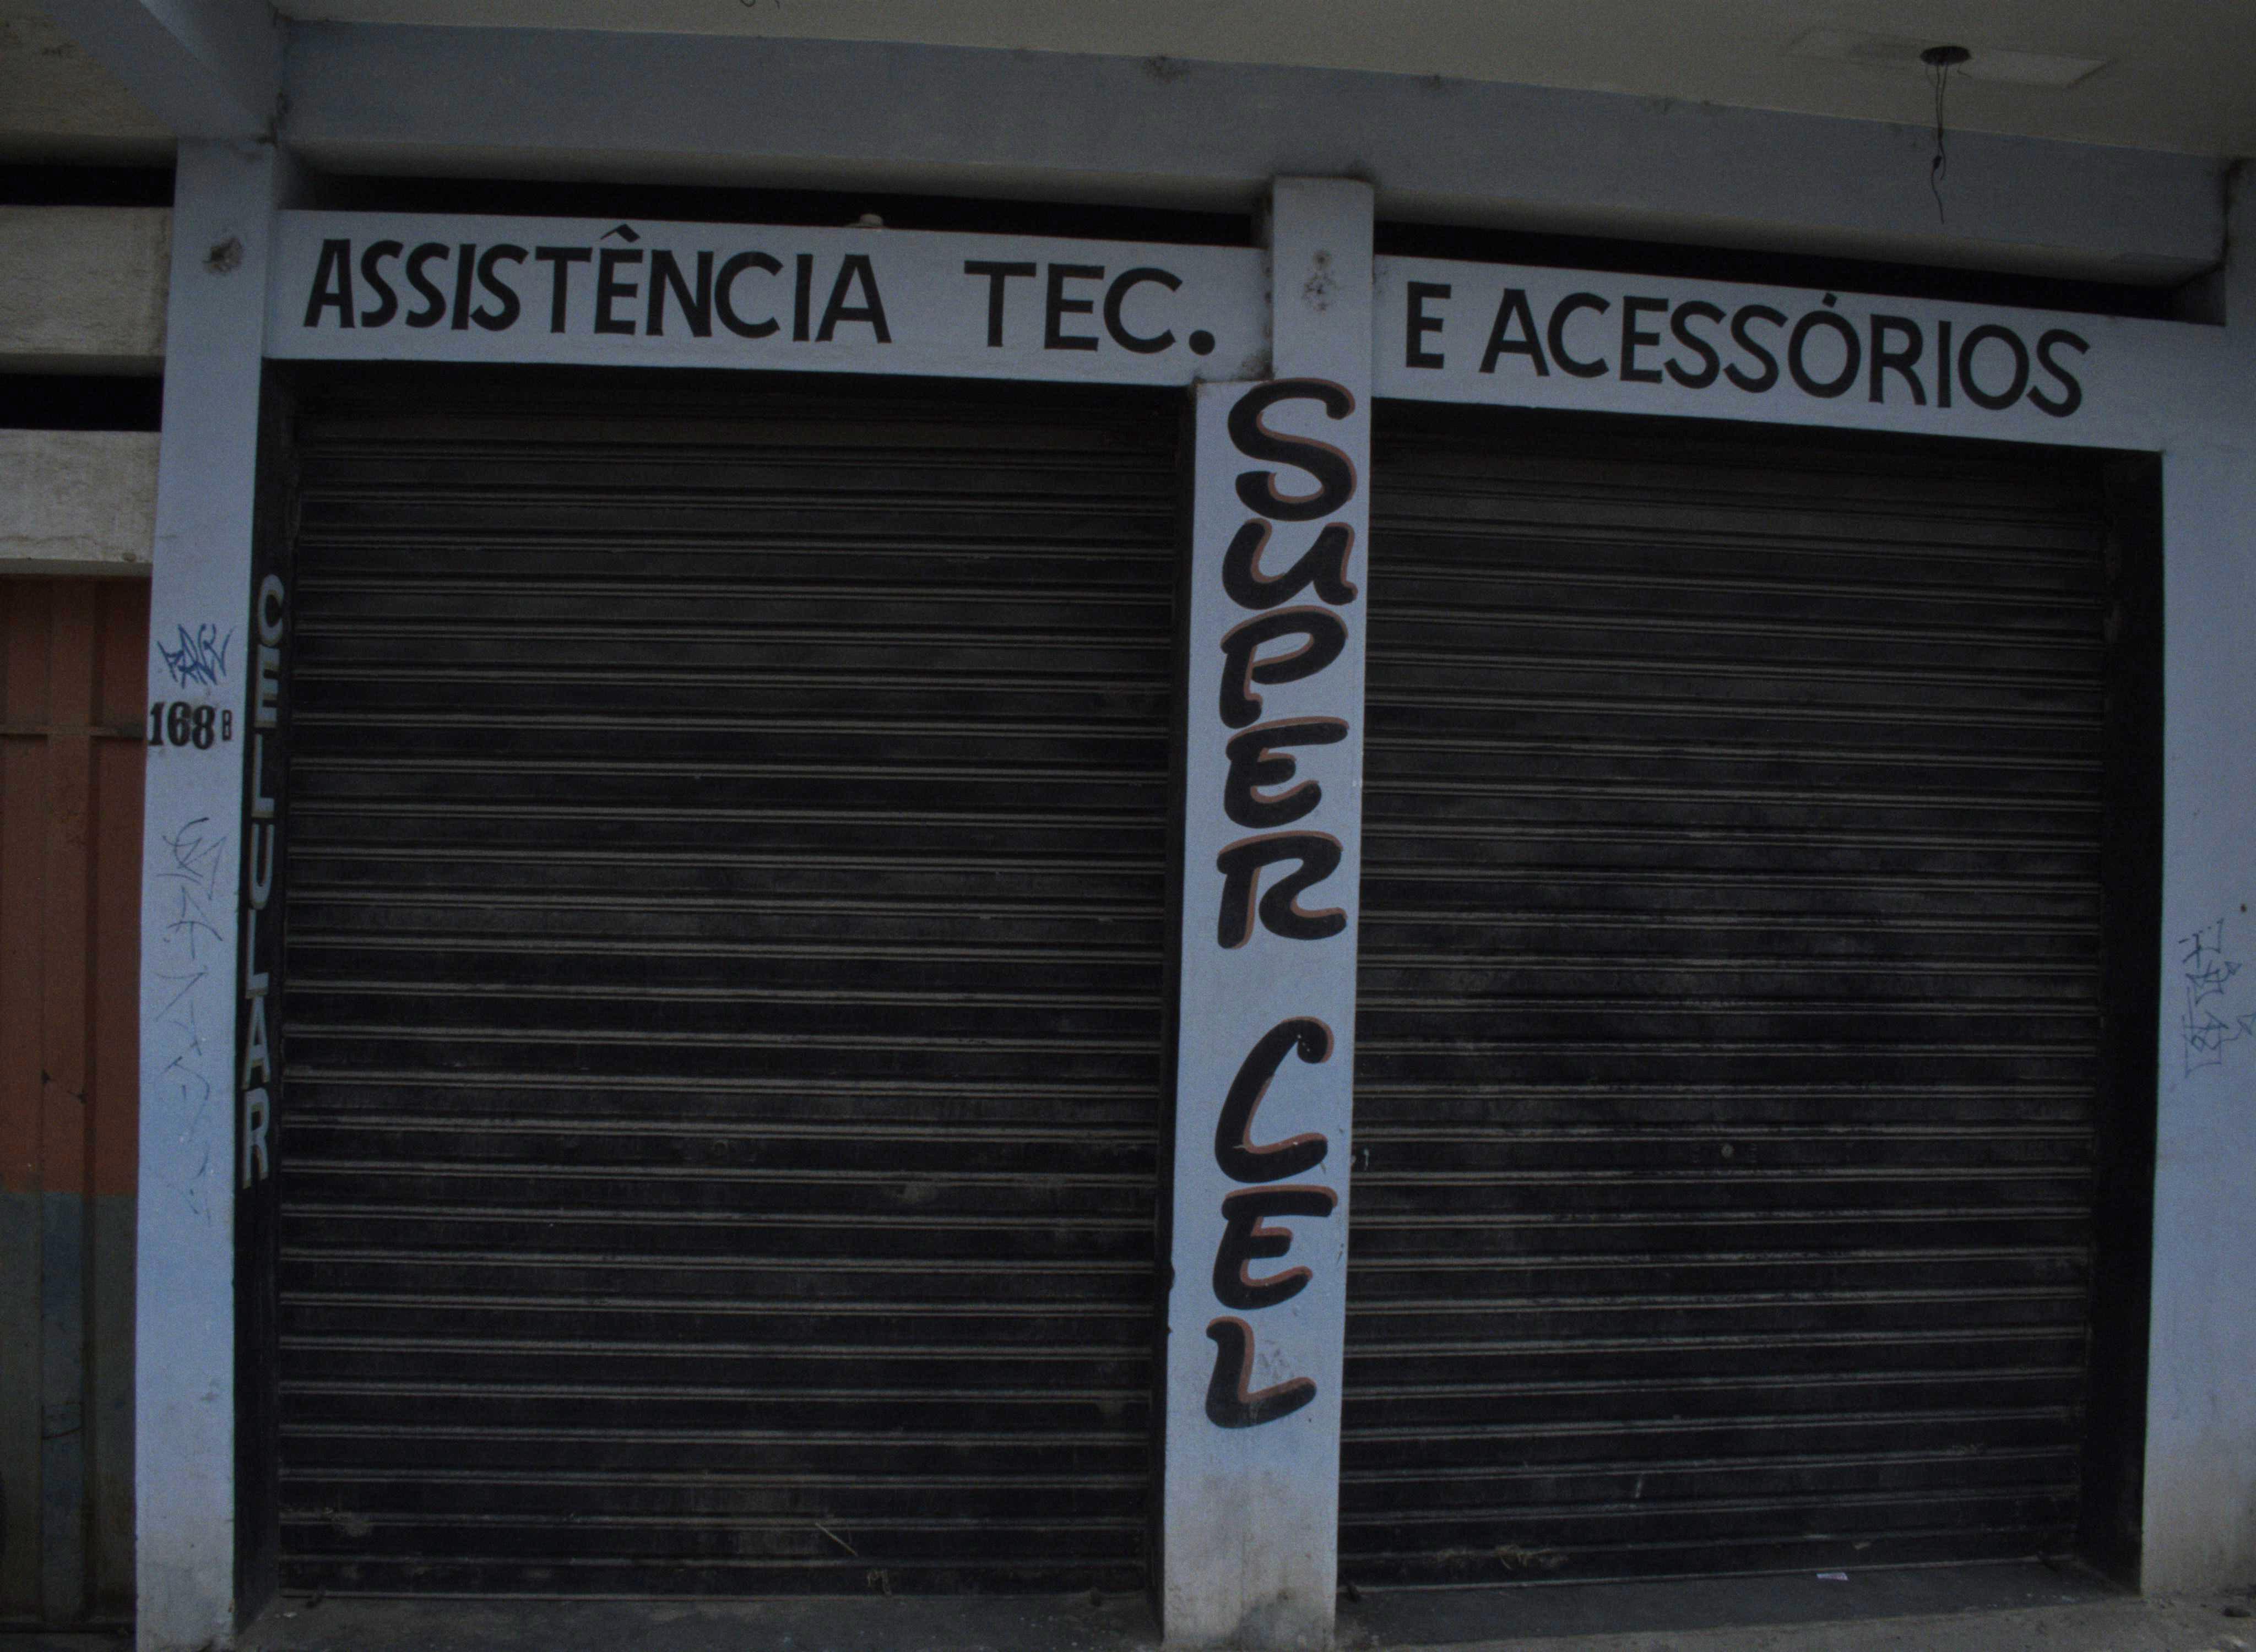 ASSISTÊNCIA TEC. E ACESSÓRIOS
SUPER CEL
CELULAR
168 B